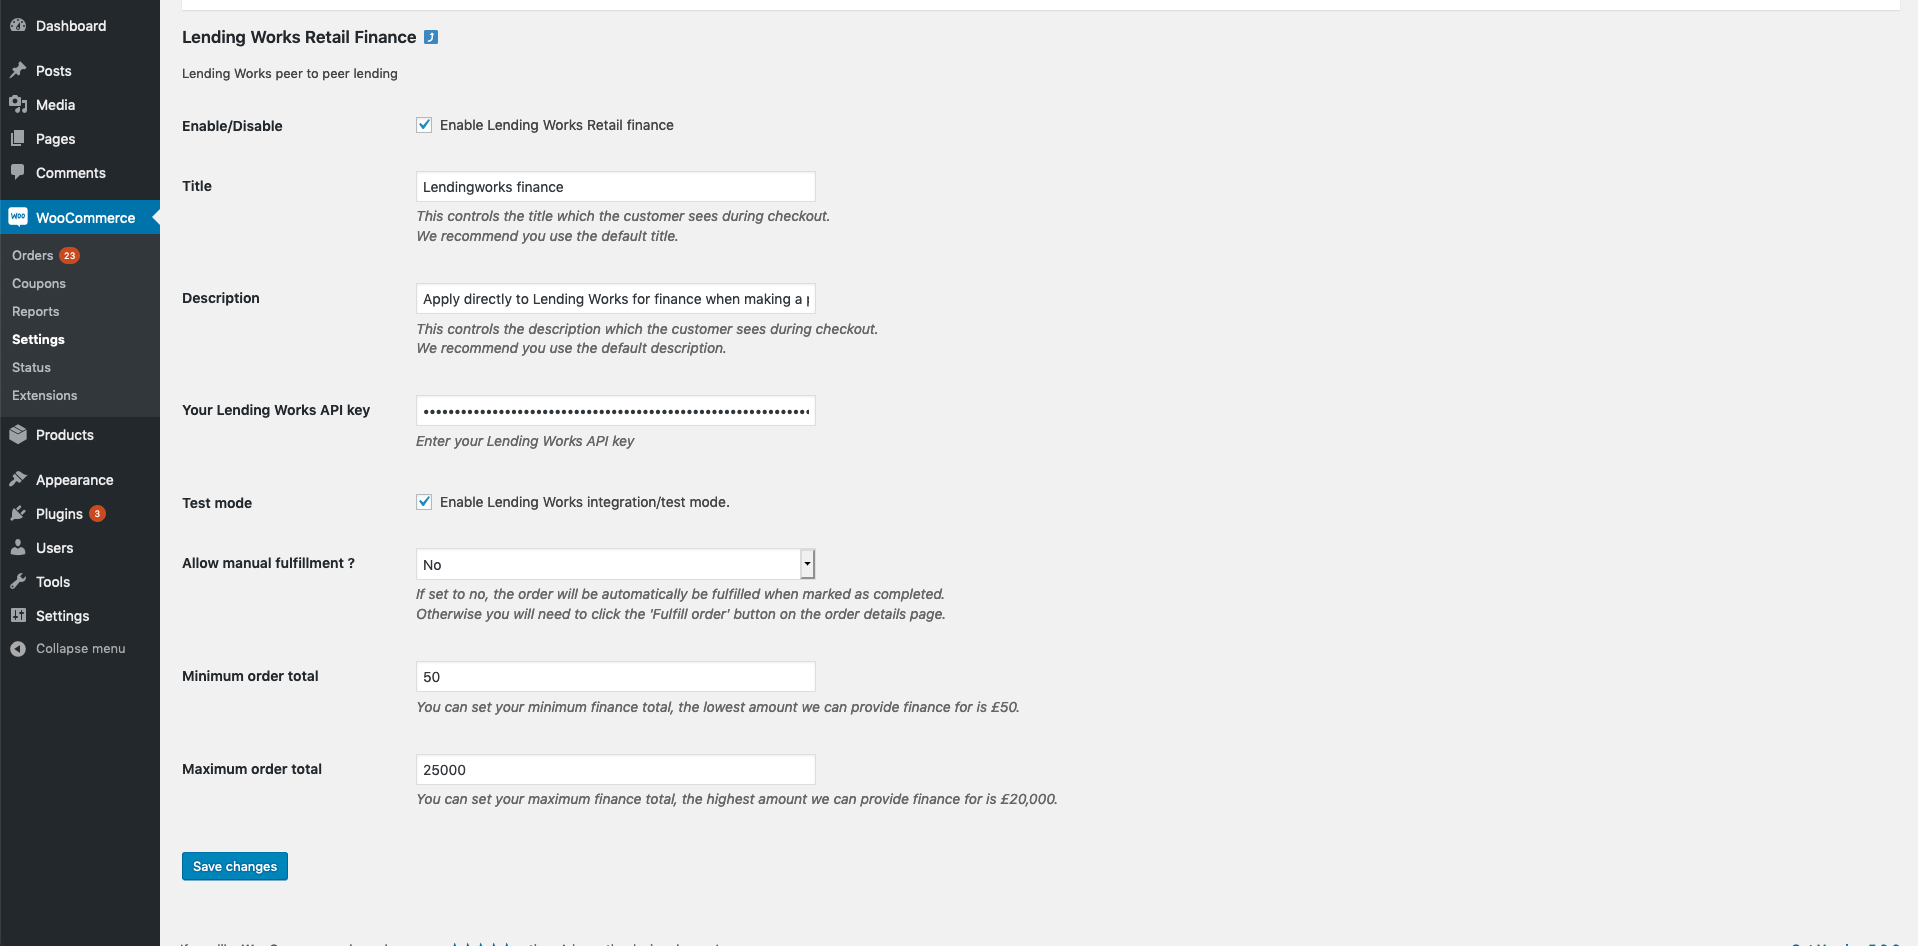 Dashboard
Posts
Media
Pages
Comments
WooCommerce
Orders 23
Coupons
Reports
Settings
Status
Extensions
Products
Appearance
Plugins 3
Users
Tools
Settings
Collapse menu
Lending Works Retail Finance
Lending Works peer to peer lending
Enable/Disable
Enable Lending Works Retail finance
Title
Lendingworks finance
This controls the title which the customer sees during checkout.
We recommend you use the default title.
Description
Apply directly to Lending Works for finance when making a
This controls the description which the customer sees during checkout.
We recommend you use the default description.
Your Lending Works API key
Enter your Lending Works API key
Test mode
Enable Lending Works integration/test mode.
Allow manual fulfillment ?
No
If set to no, the order will be automatically be fulfilled when marked as completed.
Otherwise you will need to click the 'Fulfill order' button on the order details page.
Minimum order total
50
You can set your minimum finance total, the lowest amount we can provide finance for is £50.
Maximum order total
25000
You can set your maximum finance total, the highest amount we can provide finance for is £20,000.
Save changes